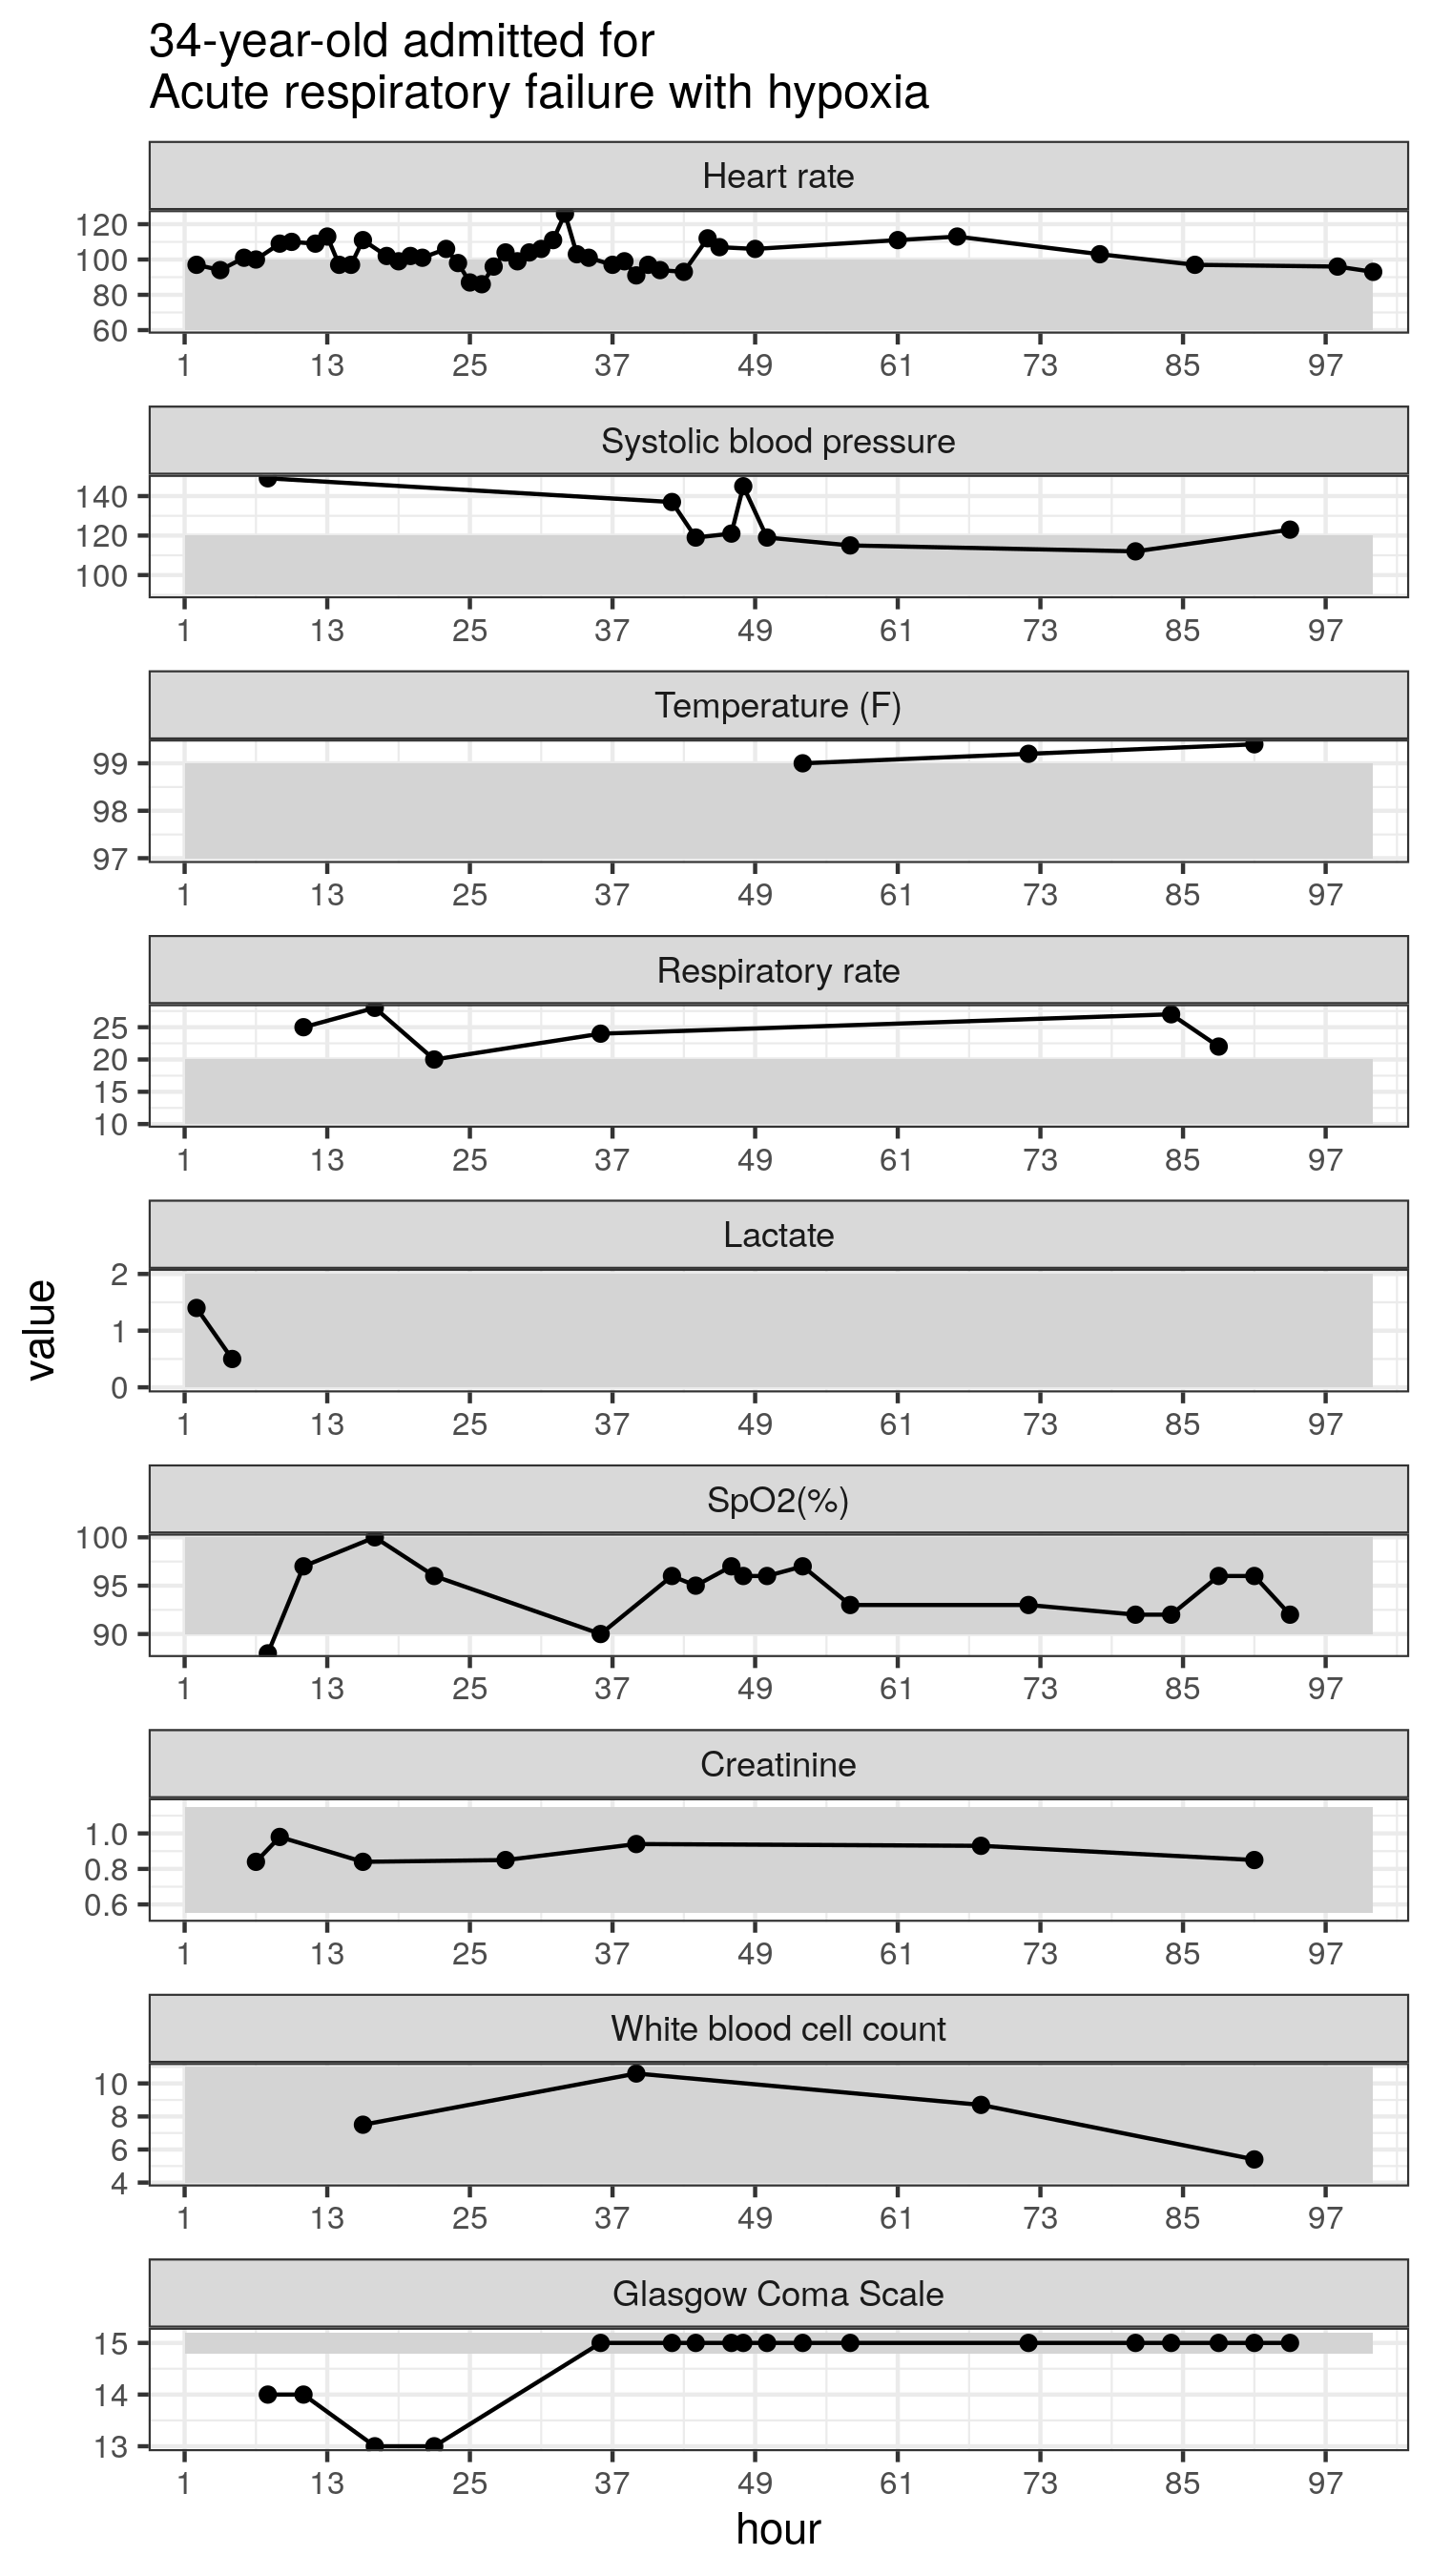 34-year-old admitted for
Acute respiratory failure with hypoxia
Heart rate
120
100
80
60
1 13 25 37 49 61 73 85 97
Systolic blood pressure
140
120
100
1 13 25 37 49 61 73 85 97
Temperature (F)
99
98
97
1 13 25 37 49 61 73 85 97
Respiratory rate
25
20
15
10
1 13 25 37 49 61 73 85 97
Lactate
2
1
0
1 13 25 37 49 61 73 85 97
value
SpO2(%)
100
95
90
1 13 25 37 49 61 73 85 97
Creatinine
1.0
0.8
0.6
1 13 25 37 49 61 73 85 97
White blood cell count
10
8
6
4
1 13 25 37 49 61 73 85 97
Glasgow Coma Scale
15
14
13
1 13 25 37 49 61 73 85 97
hour